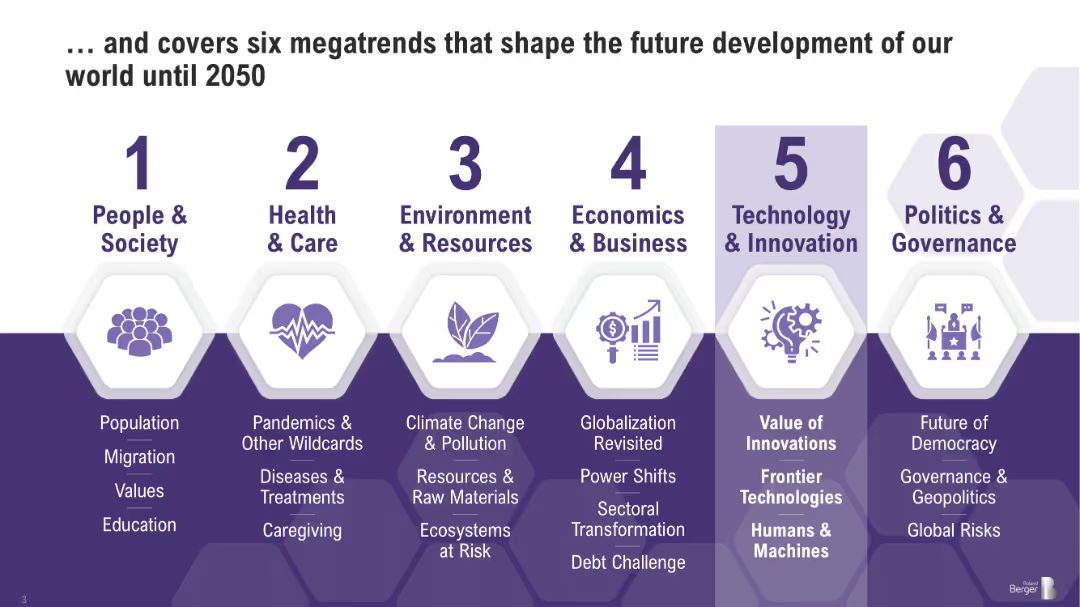 … and covers six megatrends that shape the future development of our
world until 2050
1
People &
Society
Population
Migration
Values
Education
2
Health
& Care
Pandemics &
Other Wildcards
Diseases &
Treatments
Caregiving
3
Environment
& Resources
Climate Change
& Pollution
Resources &
Raw Materials
Ecosystems
at Risk
4
Economics
& Business
$
Globalization
Revisited
Power Shifts
Sectoral
Transformation
Debt Challenge
5
Technology
& Innovation
Value of
Innovations
Frontier
Technologies
Humans &
Machines
6
Politics &
Governance
Future of
Democracy
Governance &
Geopolitics
Global Risks
3
Roland
Berger